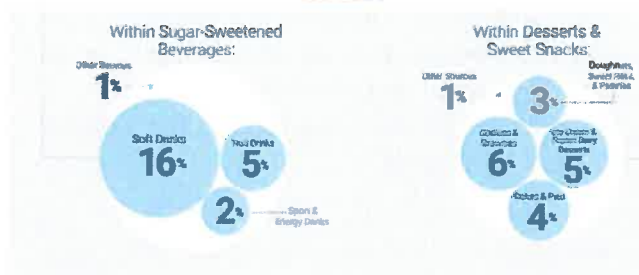 Within Sugar-Sweetened
Beverages:
Other Sources
1%
Soft Drinks
16%
Fruit Drinks
5%
2%
Sport &
Energy Drinks
Within Desserts &
Sweet Snacks:
Other Sources
1%
Doughnuts,
Sweet Rolls,
& Pastries
3%
Cookies &
Brownies
6%
Ice Cream &
Frozen Dairy
Desserts
5%
Cakes & Pies
4%